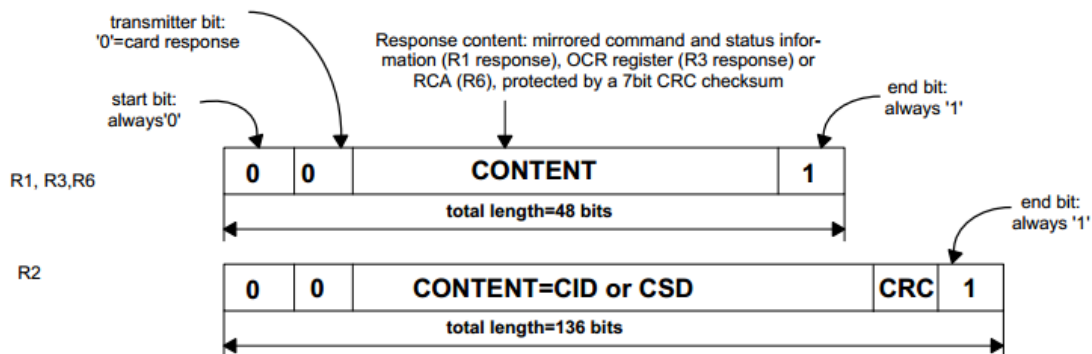 transmitter bit:
'0'=card response
Response content: mirrored command and status infor-
mation (R1 response), OCR register (R3 response) or
RCA (R6), protected by a 7bit CRC checksum
start bit:
always'0'
end bit:
always '1'
R1, R3,R6
0 0 CONTENT 1
total length=48 bits
end bit:
always '1'
R2
0 0 CONTENT=CID or CSD CRC 1
total length=136 bits